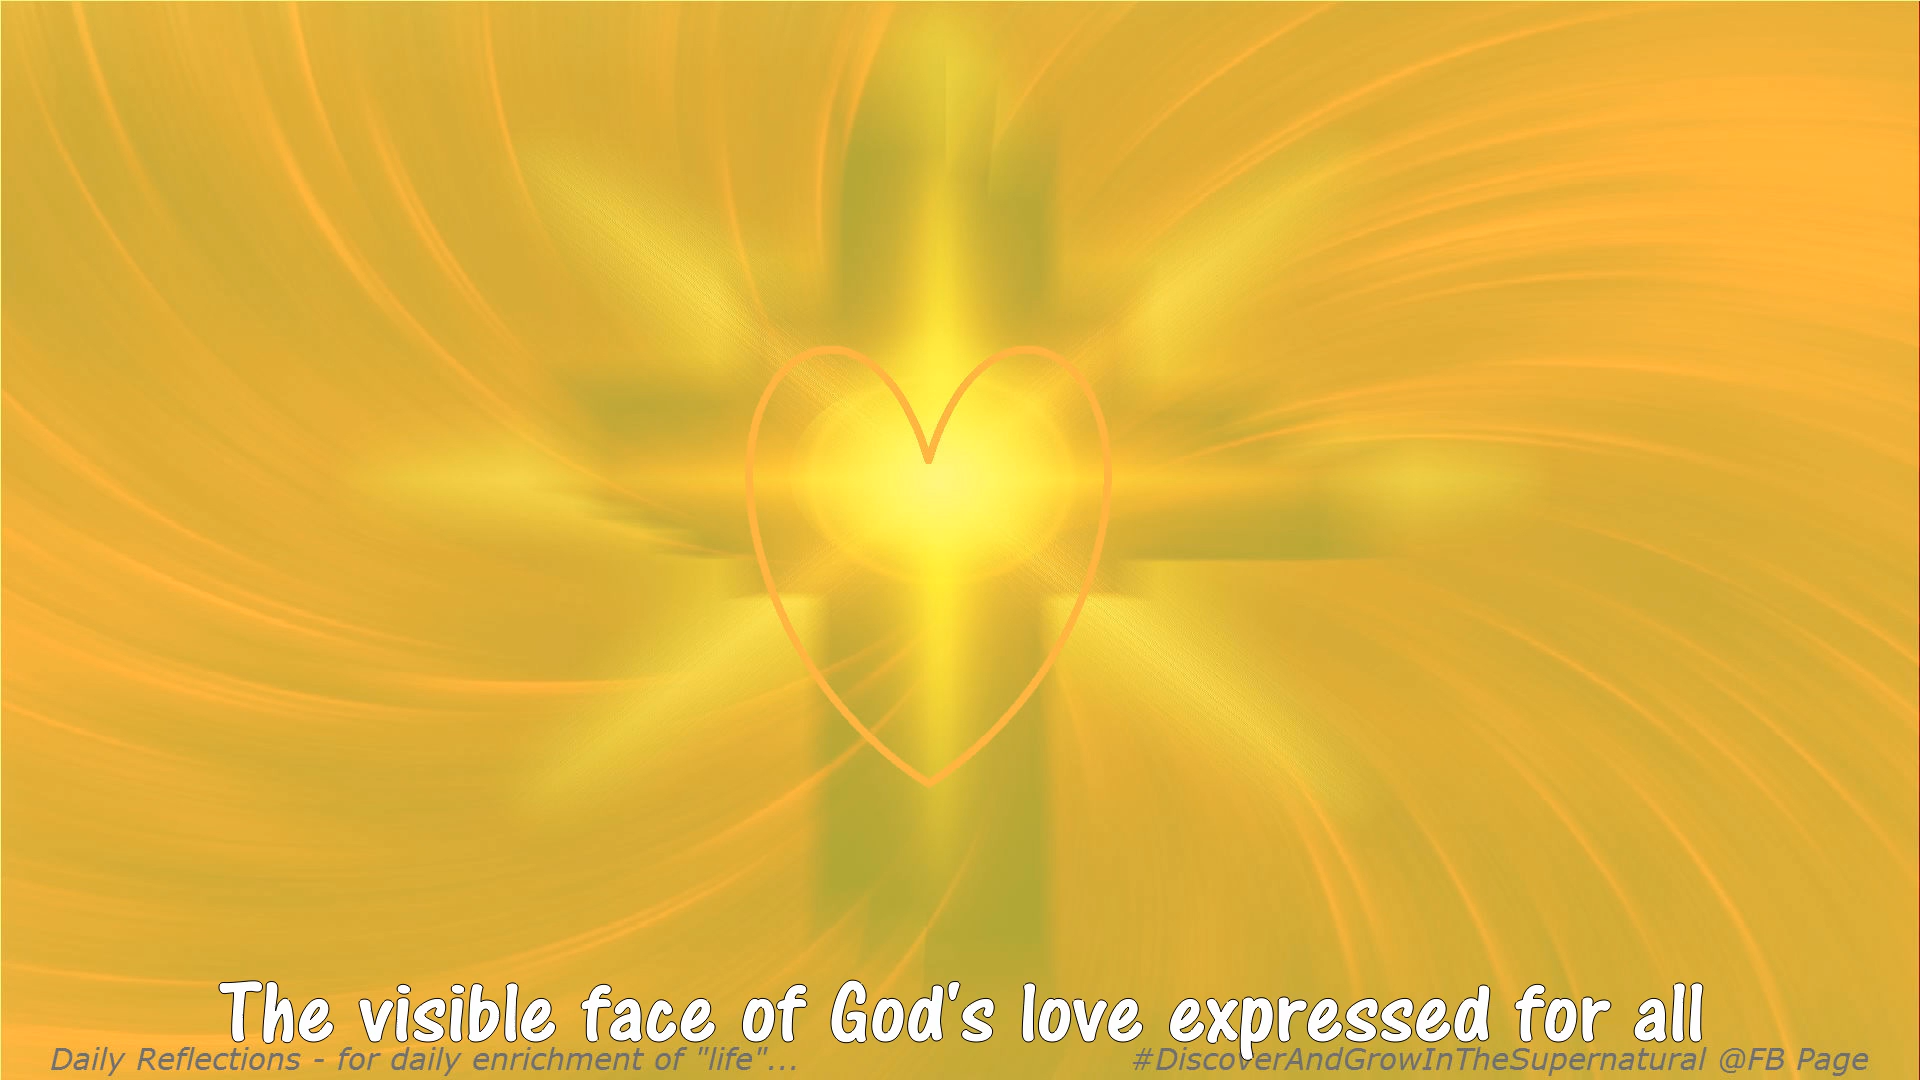 The visible face of God's love expressed for all
Daily Reflections - for daily enrichment of "life"...
#DiscoverAndGrowInTheSupernatural @FB Page